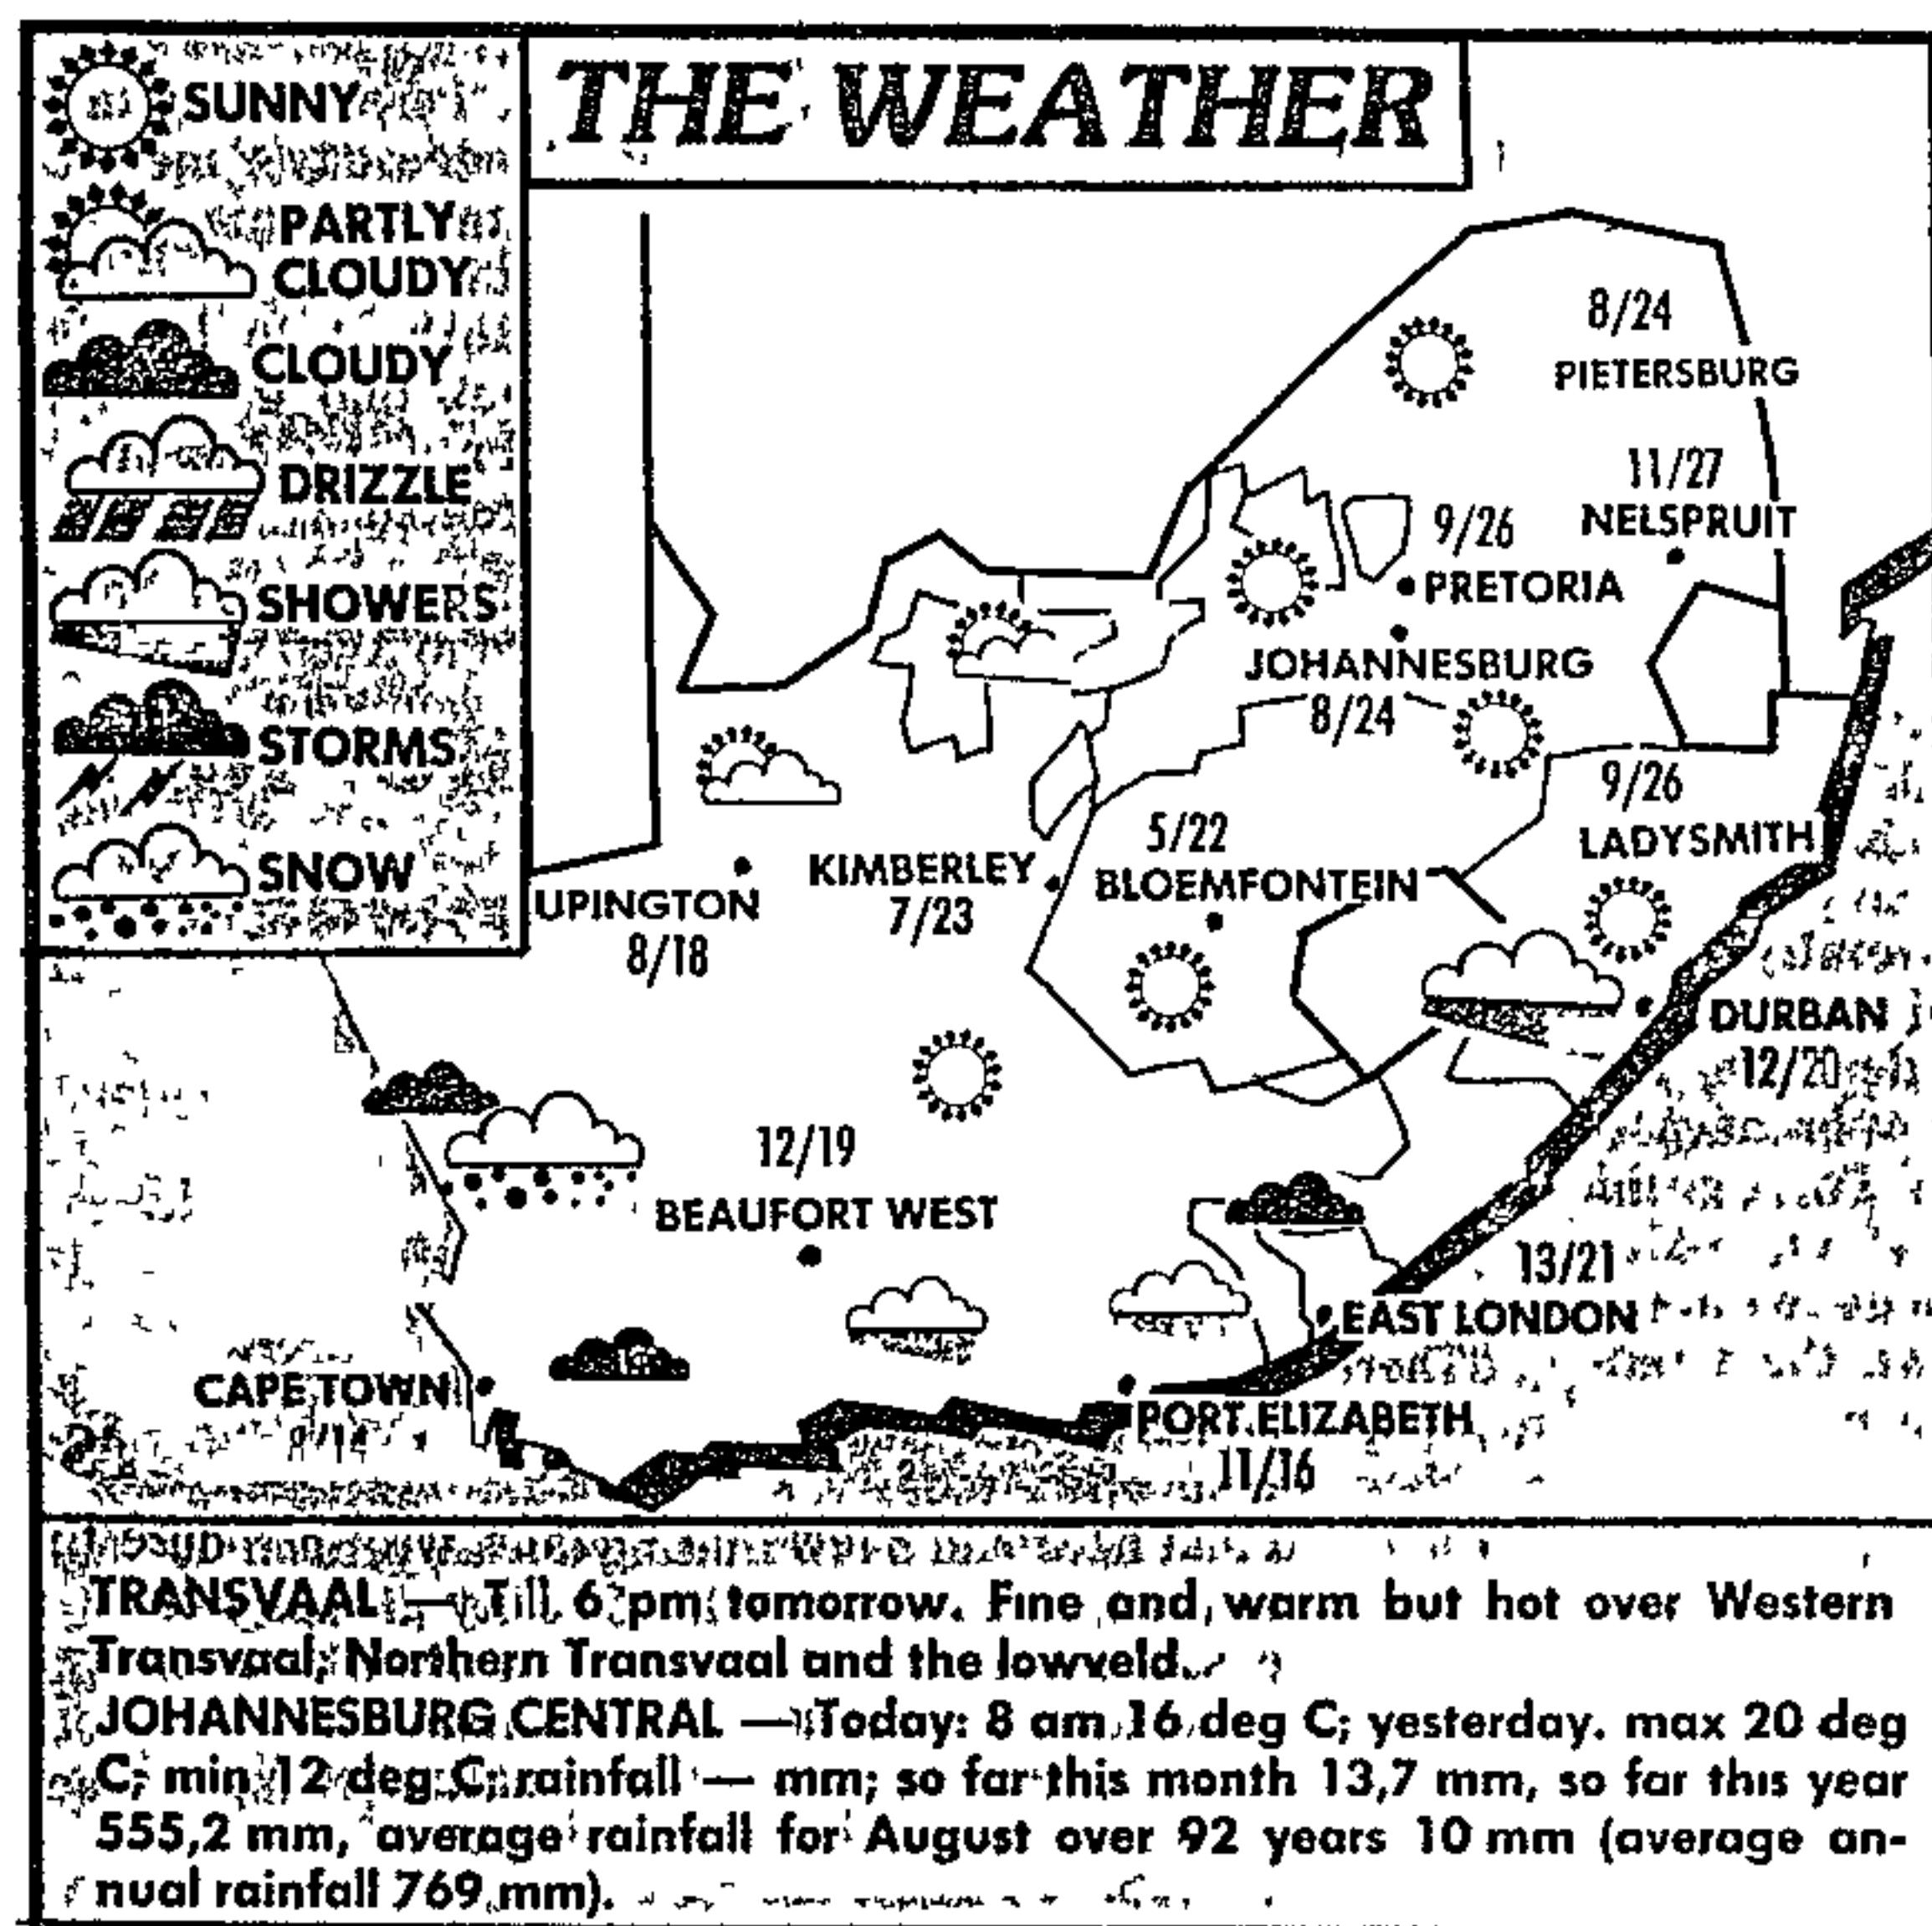 THE WEATHER
SUNNY
PARTLY
CLOUDY
CLOUDY
DRIZZLE
SHOWERS
STORMS
SNOW
8/24
PIETERSBURG
11/27
NELSPRUIT
9/26
PRETORIA
JOHANNESBURG
8/24
9/26
LADYSMITH
5/22
BLOEMFONTEIN
KIMBERLEY
7/23
UPINGTON
8/18
DURBAN
12/20
12/19
BEAUFORT WEST
13/21
EAST LONDON
CAPE TOWN
PORT ELIZABETH
11/16
TRANSVAAL — Till 6 pm tomorrow. Fine and warm but hot over Western
Transvaal, Northern Transvaal and the lowveld.
JOHANNESBURG CENTRAL — Today: 8 am 16 deg C; yesterday. max 20 deg
C; min 12 deg C; rainfall — mm; so far this month 13,7 mm, so far this year
555,2 mm, average rainfall for August over 92 years 10 mm (average an-
nual rainfall 769 mm).